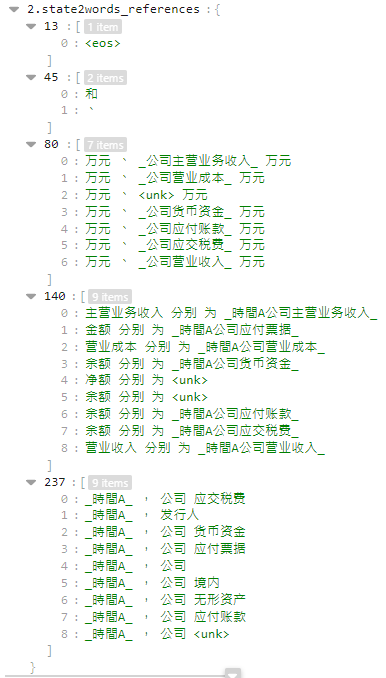 2.state2words_references :{
13 :[ 1 item
0 : <eos>
]
45 :[ 2 items
0 : 和
1 : 、
]
80 :[ 7 items
0 : 万元 、 _公司主营业务收入_ 万元
1 : 万元 、 _公司营业成本_ 万元
2 : 万元 、 <unk> 万元
3 : 万元 、 _公司货币资金_ 万元
4 : 万元 、 _公司应付账款_ 万元
5 : 万元 、 _公司应交税费_ 万元
6 : 万元 、 _公司营业收入_ 万元
]
140 :[ 9 items
0 : 主营业务收入 分别 为 _時間A公司主营业务收入_
1 : 金额 分别 为 _時間A公司应付票据_
2 : 营业成本 分别 为 _時間A公司营业成本_
3 : 余额 分别 为 _時間A公司货币资金_
4 : 净额 分别 为 <unk>
5 : 余额 分别 为 <unk>
6 : 余额 分别 为 _時間A公司应付账款_
7 : 余额 分别 为 _時間A公司应交税费_
8 : 营业收入 分别 为 _時間A公司营业收入_
]
237 :[ 9 items
0 : _時間A_ ， 公司 应交税费
1 : _時間A_ ， 发行人
2 : _時間A_ ， 公司 货币资金
3 : _時間A_ ， 公司 应付票据
4 : _時間A_ ， 公司
5 : _時間A_ ， 公司 境内
6 : _時間A_ ， 公司 无形资产
7 : _時間A_ ， 公司 应付账款
8 : _時間A_ ， 公司 <unk>
]
}